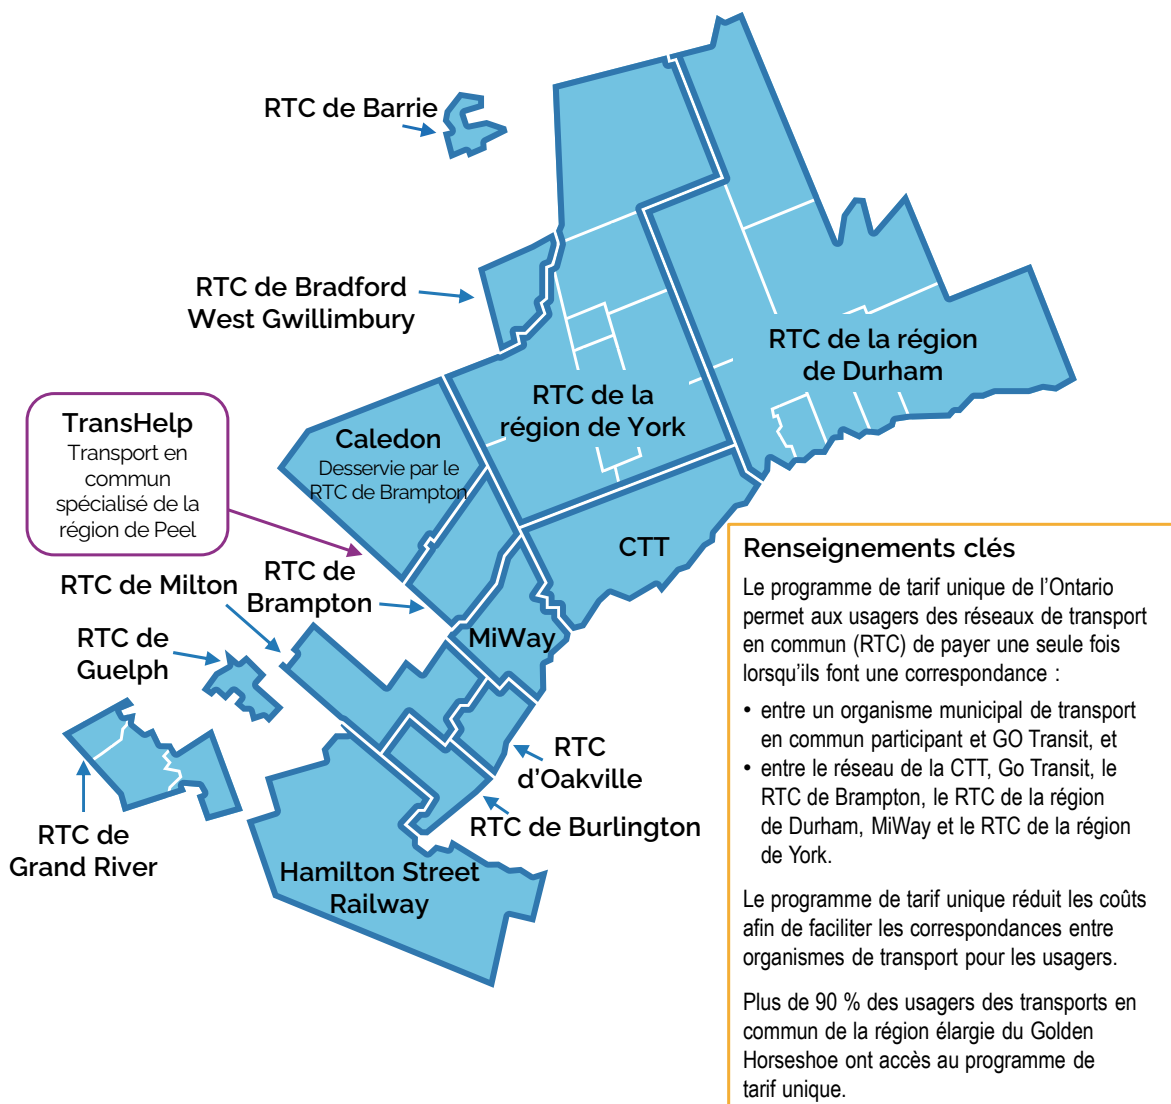 RTC de Barrie
RTC de Bradford
West Gwillimbury
RTC de la région
de Durham
RTC de la
région de York
TransHelp
Transport en
commun
spécialisé de la
région de Peel
Caledon
Desservie par le
RTC de Brampton
CTT
RTC de Milton
RTC de
Brampton
MiWay
RTC de
Guelph
RTC
d’Oakville
RTC de Burlington
RTC de
Grand River
Hamilton Street
Railway
Renseignements clés
Le programme de tarif unique de l’Ontario
permet aux usagers des réseaux de transport
en commun (RTC) de payer une seule fois
lorsqu’ils font une correspondance :
• entre un organisme municipal de transport
en commun participant et GO Transit, et
• entre le réseau de la CTT, Go Transit, le
RTC de Brampton, le RTC de la région
de Durham, MiWay et le RTC de la région
de York.
Le programme de tarif unique réduit les coûts
afin de faciliter les correspondances entre
organismes de transport pour les usagers.
Plus de 90 % des usagers des transports en
commun de la région élargie du Golden
Horseshoe ont accès au programme de
tarif unique.